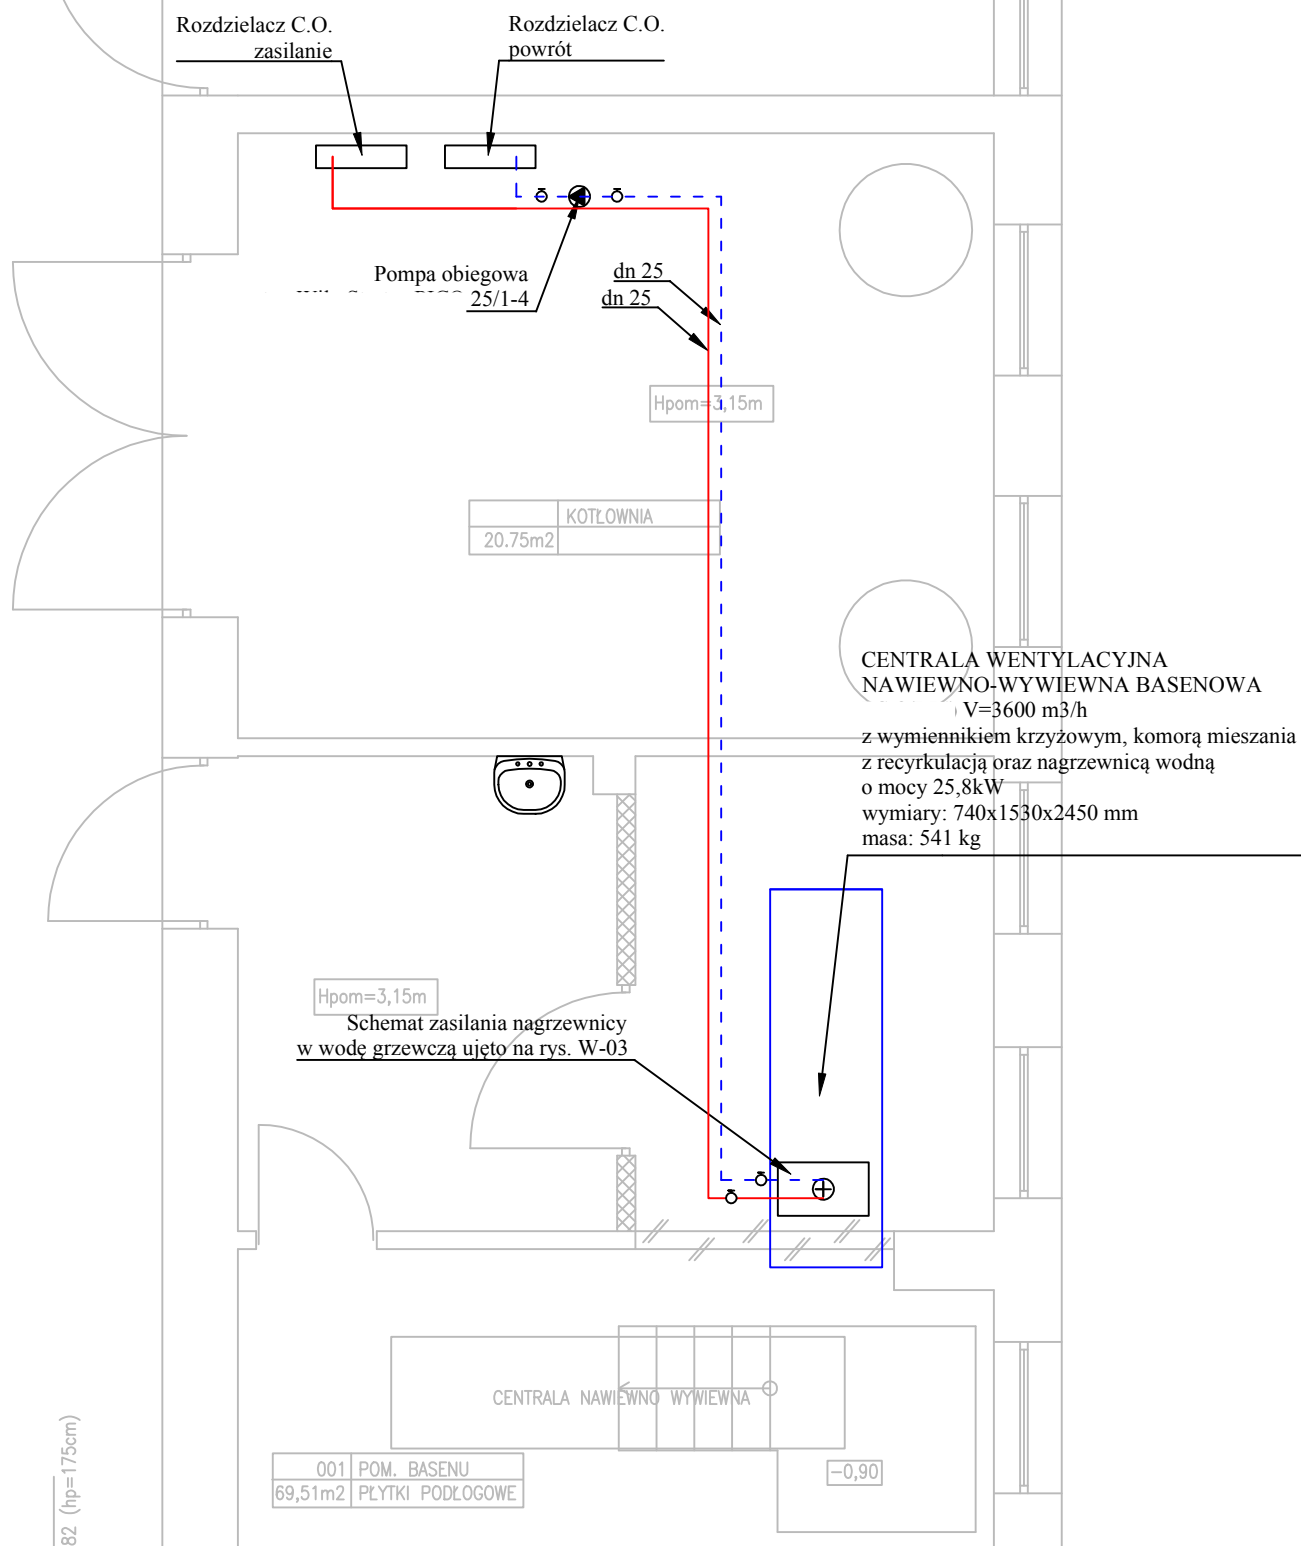 Rozdzielacz C.O.
zasilanie
Rozdzielacz C.O.
powrót
Pompa obiegowa
25/1-4
dn 25
dn 25
Hpom=3,15m
KOTŁOWNIA
20.75m2
CENTRALA WENTYLACYJNA
NAWIEWNO-WYWIEWNA BASENOWA
V=3600 m3/h
z wymiennikiem krzyżowym, komorą mieszania
z recyrkulacją oraz nagrzewnicą wodną
o mocy 25,8kW
wymiary: 740x1530x2450 mm
masa: 541 kg
Hpom=3,15m
Schemat zasilania nagrzewnicy
w wodę grzewczą ujęto na rys. W-03
CENTRALA NAWIEWNO WYWIEWNA
001 POM. BASENU
69,51m2 PŁYTKI PODŁOGOWE
-0,90
82 (hp=175cm)